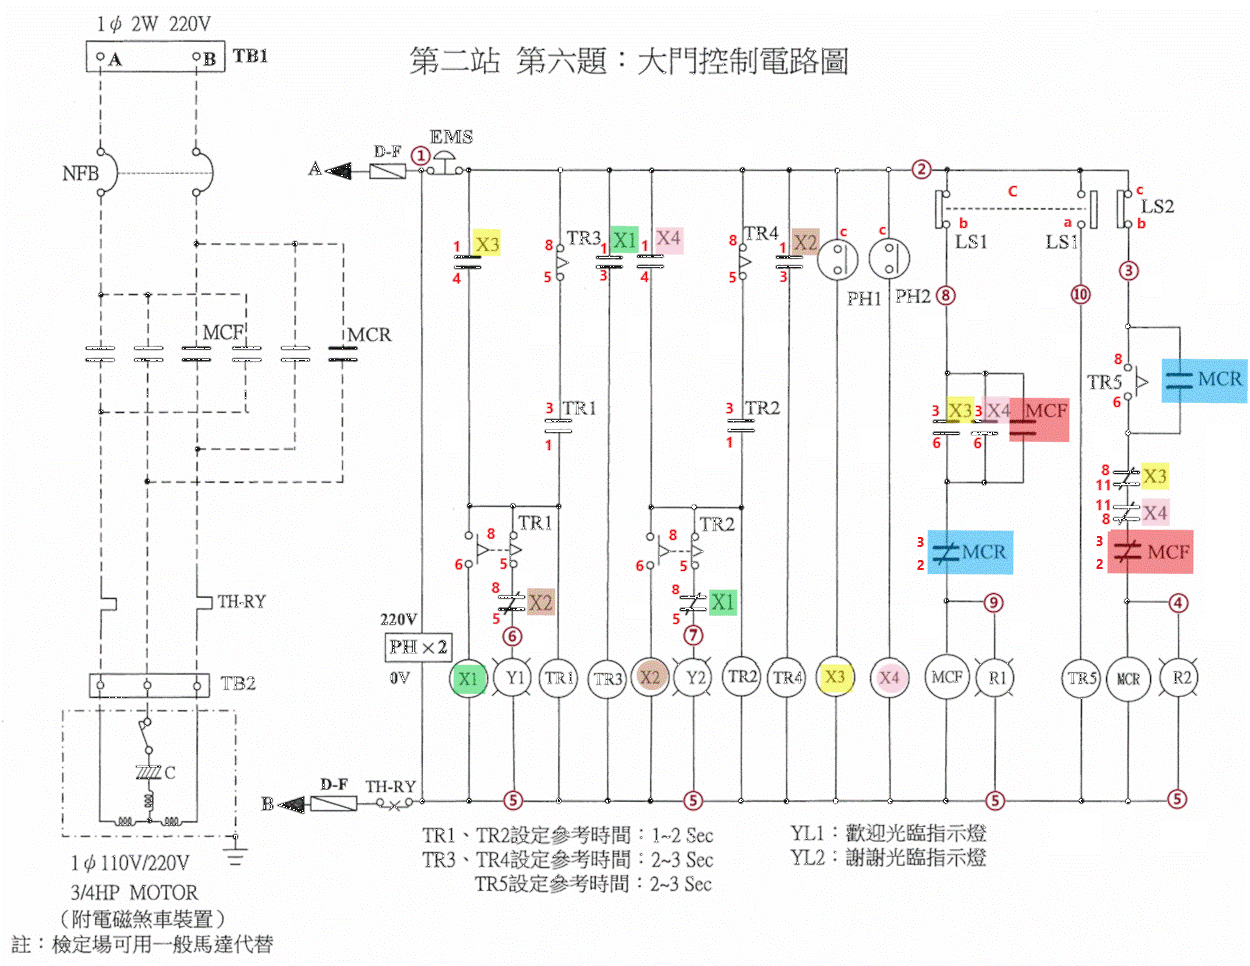 1ϕ 2W 220V
A
B
TB1
第二站 第六題：大門控制電路圖
NFB
A
D-F
①
EMS
②
C
c
LS2
b
LS1
a
LS1
b
③
⑧
⑩
1
X3
4
8
TR3
5
1
X1
3
1
X4
4
8
TR4
5
1
X2
3
c
PH1
c
PH2
MCF
MCR
8
TR5
6
MCR
3
TR1
1
3
TR2
1
3
X3
6
3
X4
6
MCF
8
11
X3
11
8
X4
8
TR1
6
5
8
TR2
6
5
3
2
MCR
3
2
MCF
8
X2
5
⑥
8
X1
5
⑦
⑨
④
TH-RY
220V
PH×2
0V
X1
Y1
TR1
TR3
X2
Y2
TR2
TR4
X3
X4
MCF
R1
TR5
MCR
R2
TB2
C
B
D-F
TH-RY
⑤
⑤
⑤
⑤
TR1、TR2設定參考時間：1~2 Sec
TR3、TR4設定參考時間：2~3 Sec
TR5設定參考時間：2~3 Sec
YL1：歡迎光臨指示燈
YL2：謝謝光臨指示燈
1ϕ110V/220V
3/4HP MOTOR
（附電磁煞車裝置）
註：檢定場可用一般馬達代替